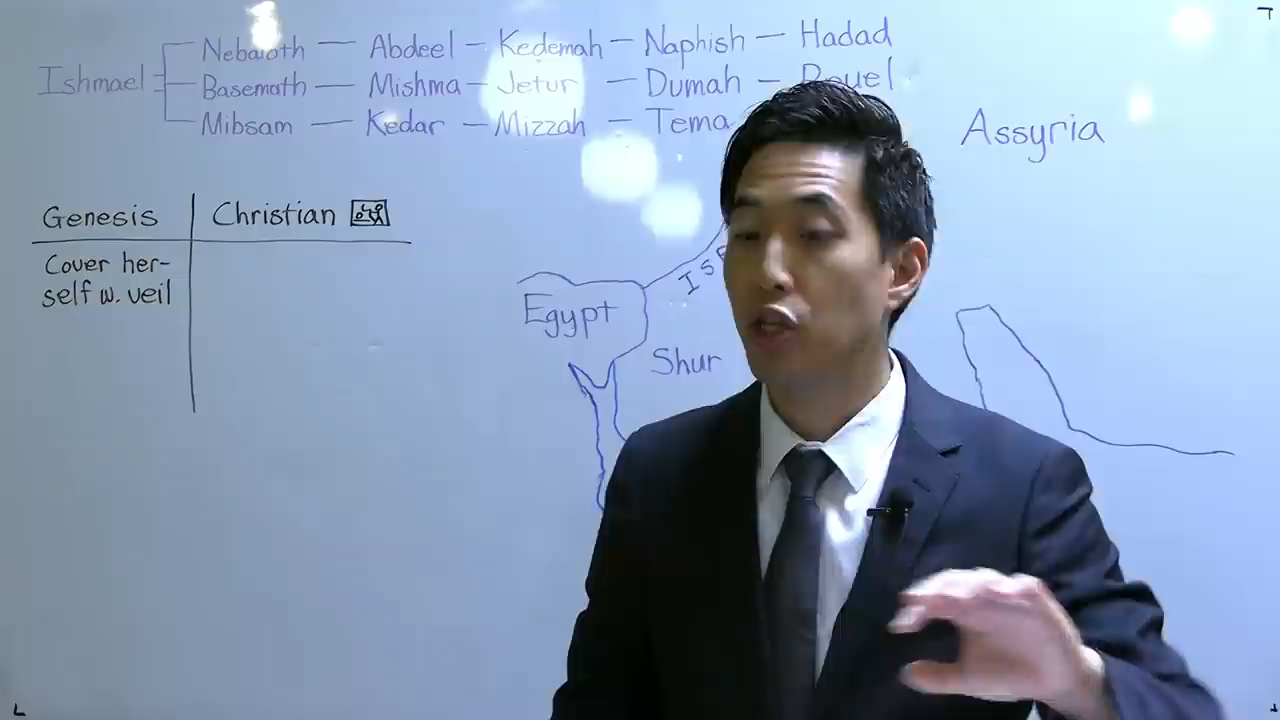 Nebaioth — Abdeel — Kedemah — Naphish — Hadad
Ishmael Basemath — Mishma — Jetur — Dumah —
Mibsam — Kedar — Mizzah — Tema
Assyria
Genesis Christian
Cover her-
self w. veil
Egypt
Shur